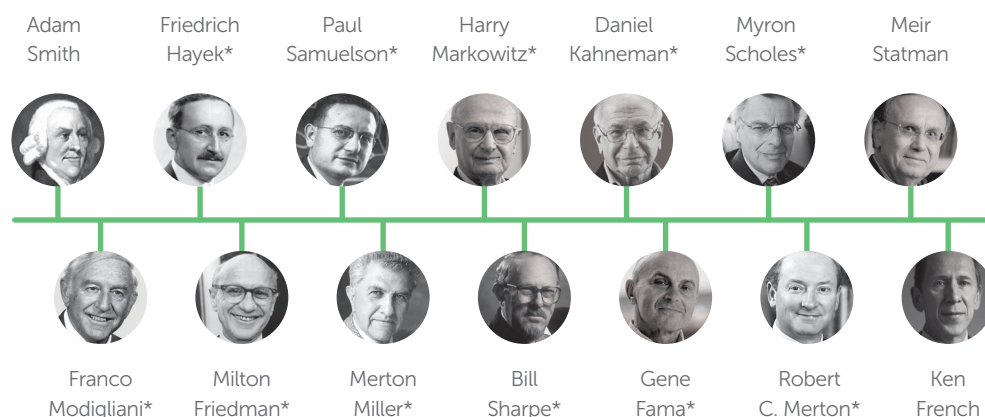 Adam
Smith
Friedrich
Hayek*
Paul
Samuelson*
Harry
Markowitz*
Daniel
Kahneman*
Myron
Scholes*
Meir
Statman
Franco
Modigliani*
Milton
Friedman*
Merton
Miller*
Bill
Sharpe*
Gene
Fama*
Robert
C. Merton*
Ken
French